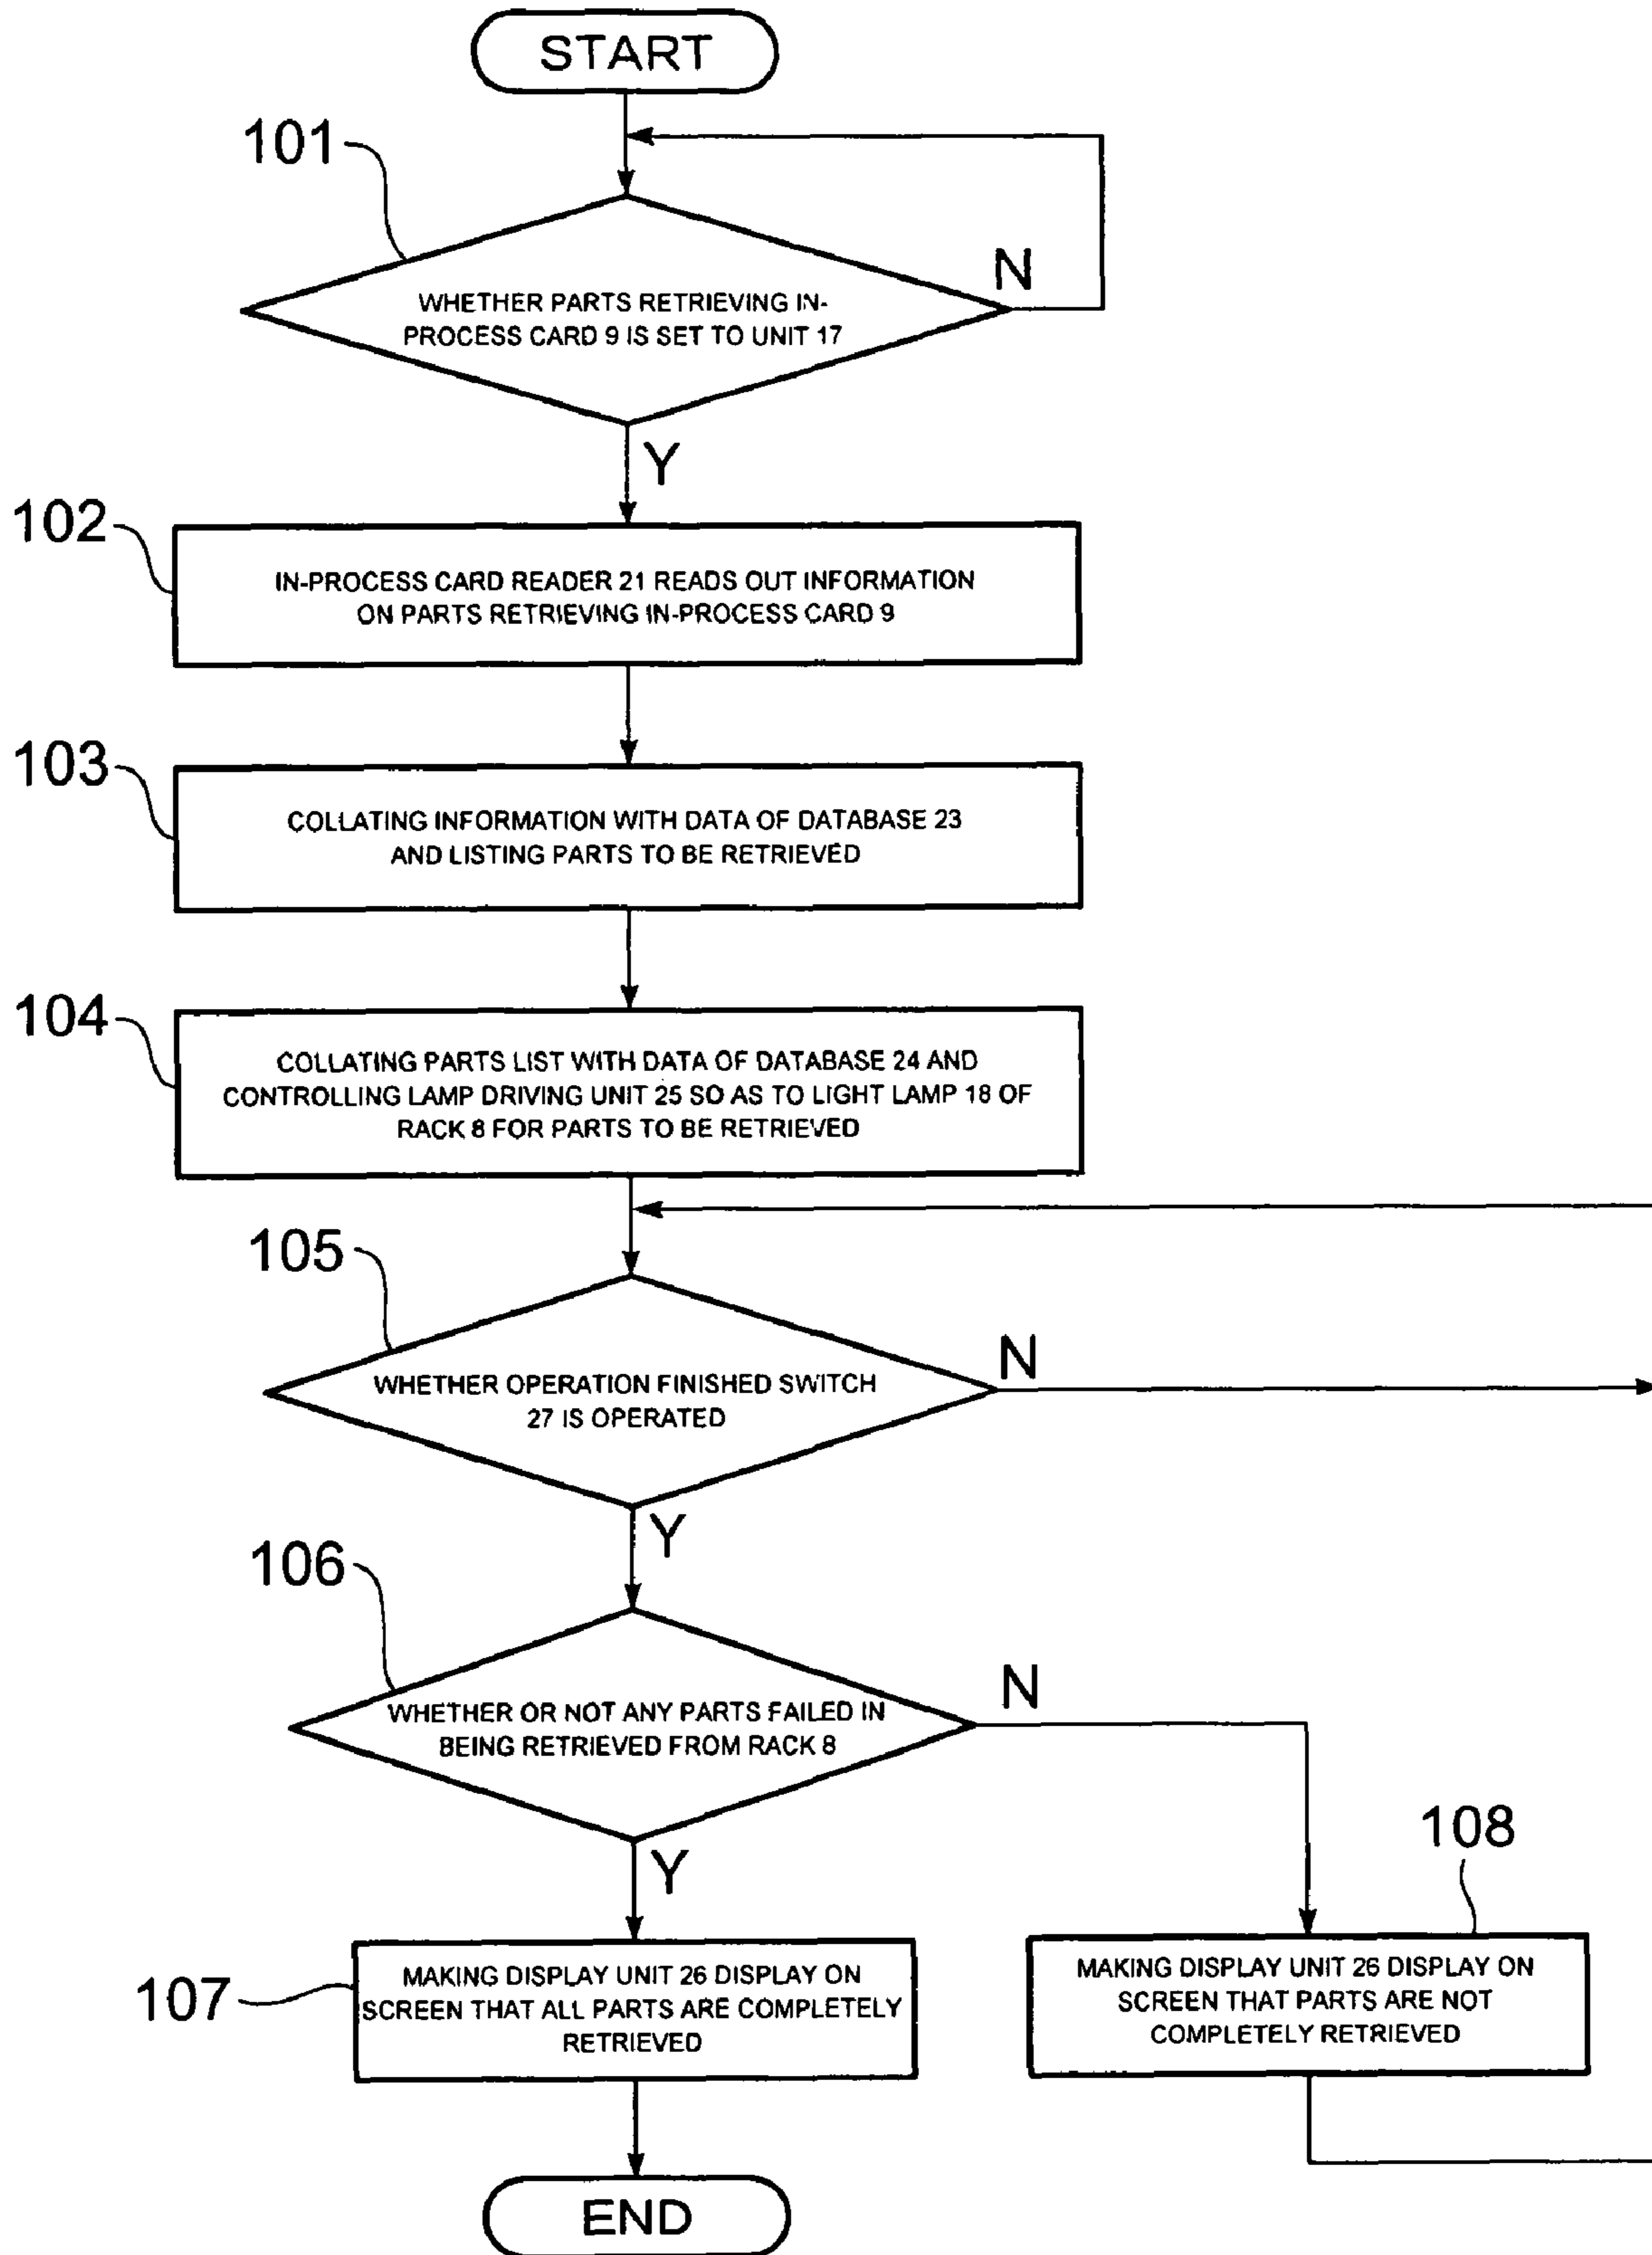 START
101
N
WHETHER PARTS RETRIEVING IN-
PROCESS CARD 9 IS SET TO UNIT 17
Y
102
IN-PROCESS CARD READER 21 READS OUT INFORMATION
ON PARTS RETRIEVING IN-PROCESS CARD 9
103
COLLATING INFORMATION WITH DATA OF DATABASE 23
AND LISTING PARTS TO BE RETRIEVED
104
COLLATING PARTS LIST WITH DATA OF DATABASE 24 AND
CONTROLLING LAMP DRIVING UNIT 25 SO AS TO LIGHT LAMP 18 OF
RACK 8 FOR PARTS TO BE RETRIEVED
105
N
WHETHER OPERATION FINISHED SWITCH
27 IS OPERATED
Y
106
N
WHETHER OR NOT ANY PARTS FAILED IN
BEING RETRIEVED FROM RACK 8
Y
107
MAKING DISPLAY UNIT 26 DISPLAY ON
SCREEN THAT ALL PARTS ARE COMPLETELY
RETRIEVED
108
MAKING DISPLAY UNIT 26 DISPLAY ON
SCREEN THAT PARTS ARE NOT
COMPLETELY RETRIEVED
END